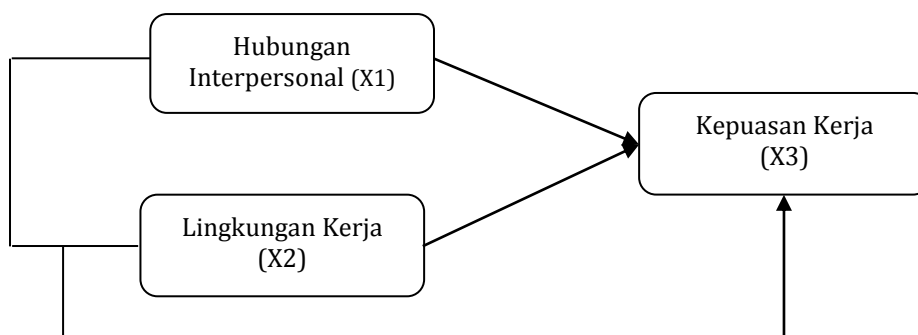 Hubungan
Interpersonal (X1)
Kepuasan Kerja
(X3)
Lingkungan Kerja
(X2)